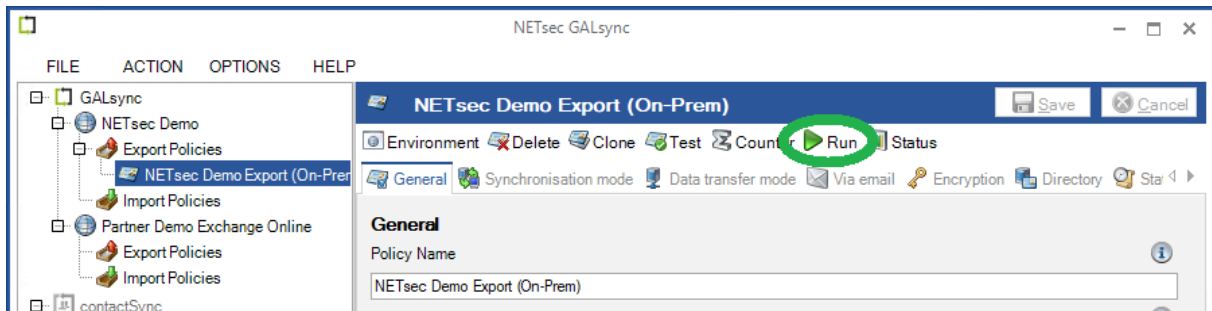 NETsec GALsync
FILE ACTION OPTIONS HELP
GALsync
NETsec Demo
Export Policies
NETsec Demo Export (On-Prer
Import Policies
Partner Demo Exchange Online
Export Policies
Import Policies
contactSync
NETsec Demo Export (On-Prem)
Save Cancel
Environment Delete Clone Test Counter Run Status
General Synchronisation mode Data transfer mode Via email Encryption Directory Sta
General
Policy Name
NETsec Demo Export (On-Prem)